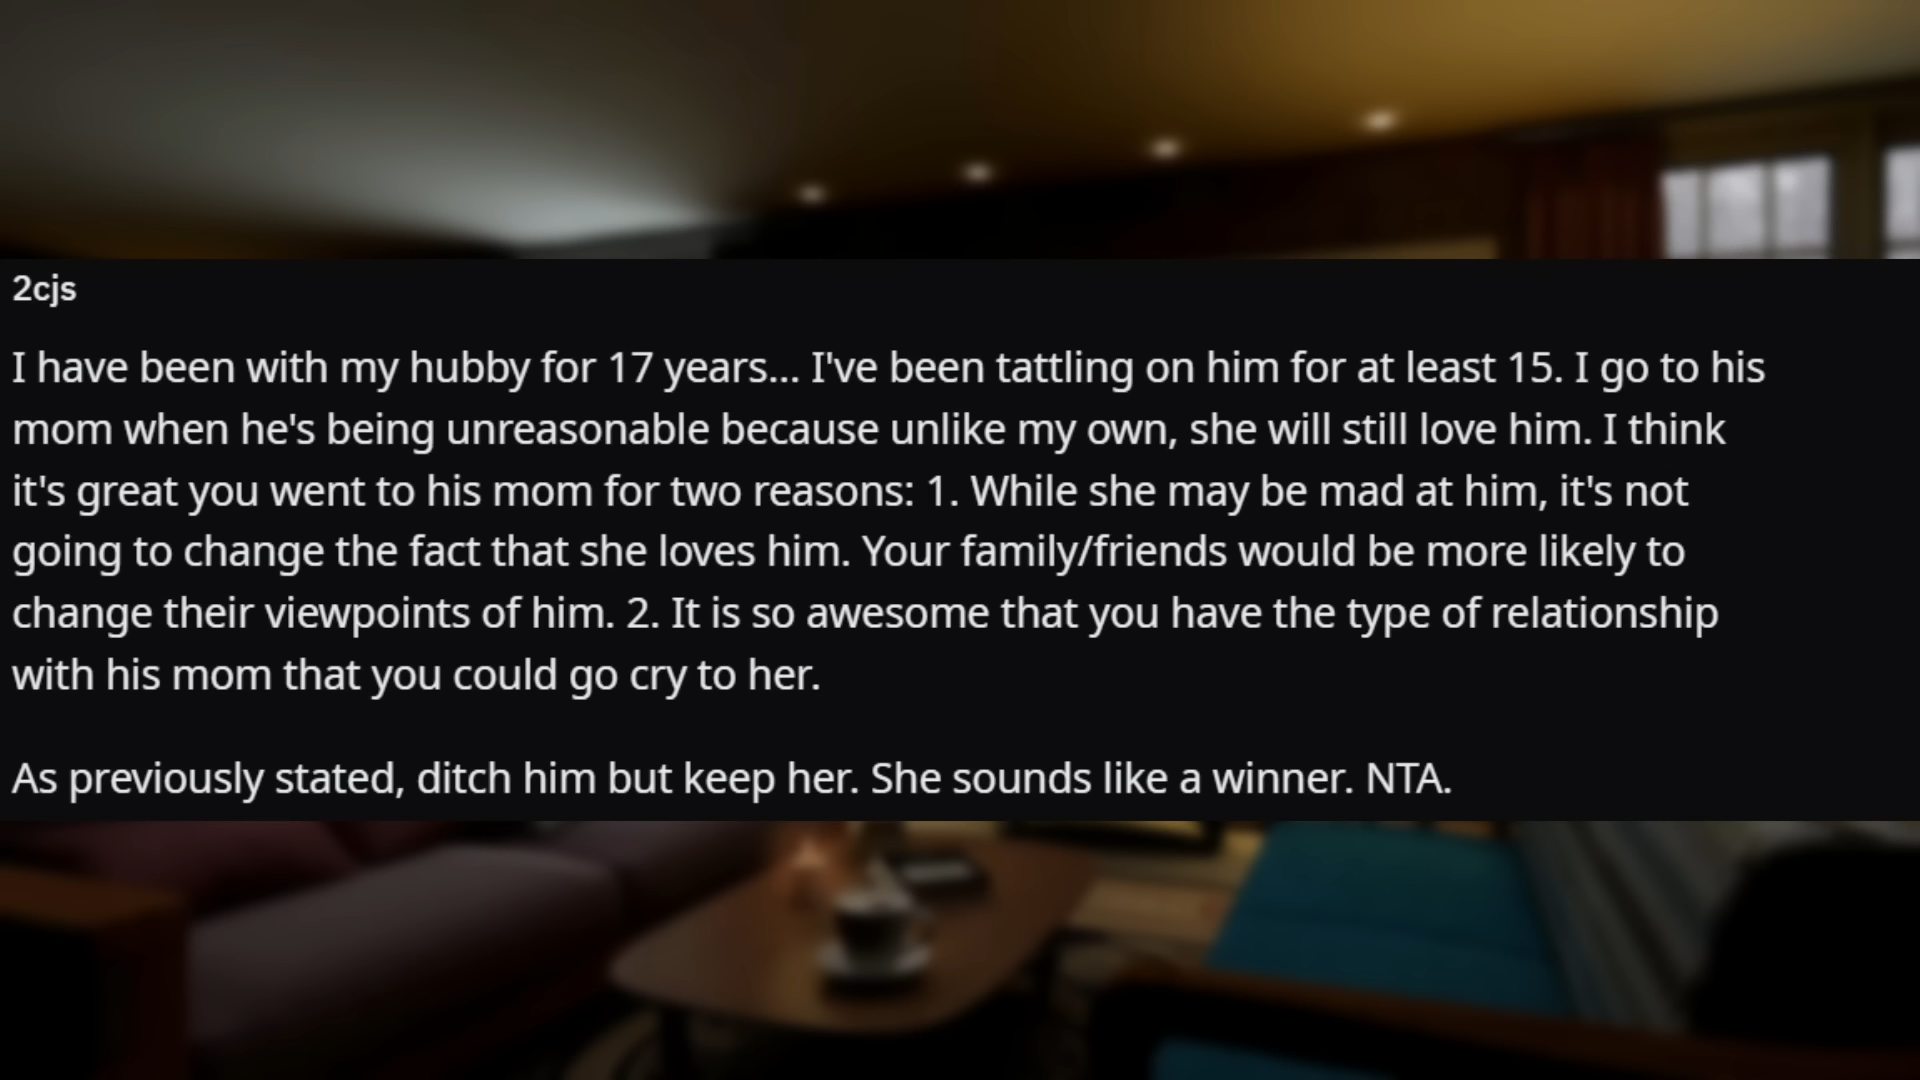 2cjs
I have been with my hubby for 17 years... I've been tattling on him for at least 15. I go to his
mom when he's being unreasonable because unlike my own, she will still love him. I think
it's great you went to his mom for two reasons: 1. While she may be mad at him, it's not
going to change the fact that she loves him. Your family/friends would be more likely to
change their viewpoints of him. 2. It is so awesome that you have the type of relationship
with his mom that you could go cry to her.
As previously stated, ditch him but keep her. She sounds like a winner. NTA.